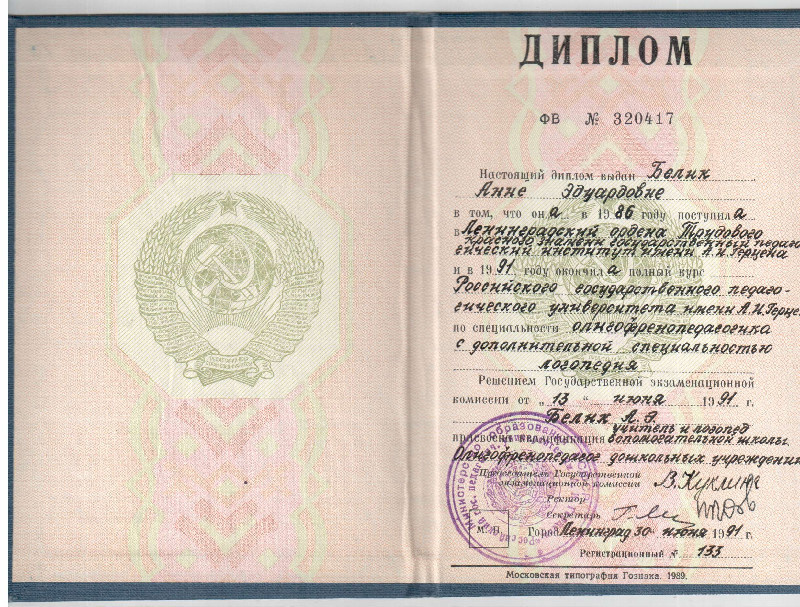 ДИПЛОМ
ФВ № 320417
Настоящий диплом выдан Белик
Анне Эдуардовне
в том, что она в 1986 году поступила
в Ленинградский ордена Трудового
Красного Знамени государственный педаго
гический институт имени А.И. Герцена
и в 1991 году окончила полный курс
Российского государственного педаго-
гического университета имени А.И.Герце
по специальности олигофренопедагогика
с дополнительной специальностью
логопедия
Решением Государственной экзаменационной
комиссии от „13“ июня 1991 г.
Белик А.Э.
присвоена квалификация учитель и логопед
вспомогательной школы.
Олигофренопедагог дошкольных учреждений
Председатель Государственной
экзаменационной комиссии
Ректор
Секретарь
М. П.
Город Ленинград 30 июня 1991 г.
Регистрационный № 133
Московская типография Гознака. 1989.